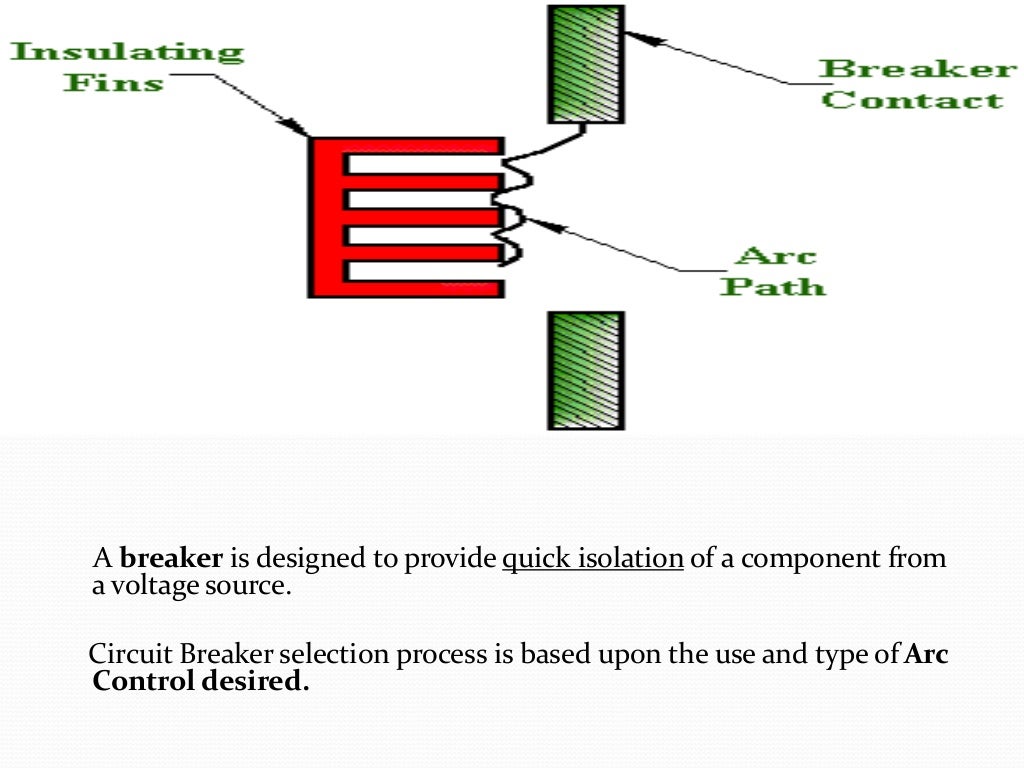 Insulating
Fins
Breaker
Contact
Arc
Path
A breaker is designed to provide quick isolation of a component from
a voltage source.
Circuit Breaker selection process is based upon the use and type of Arc
Control desired.